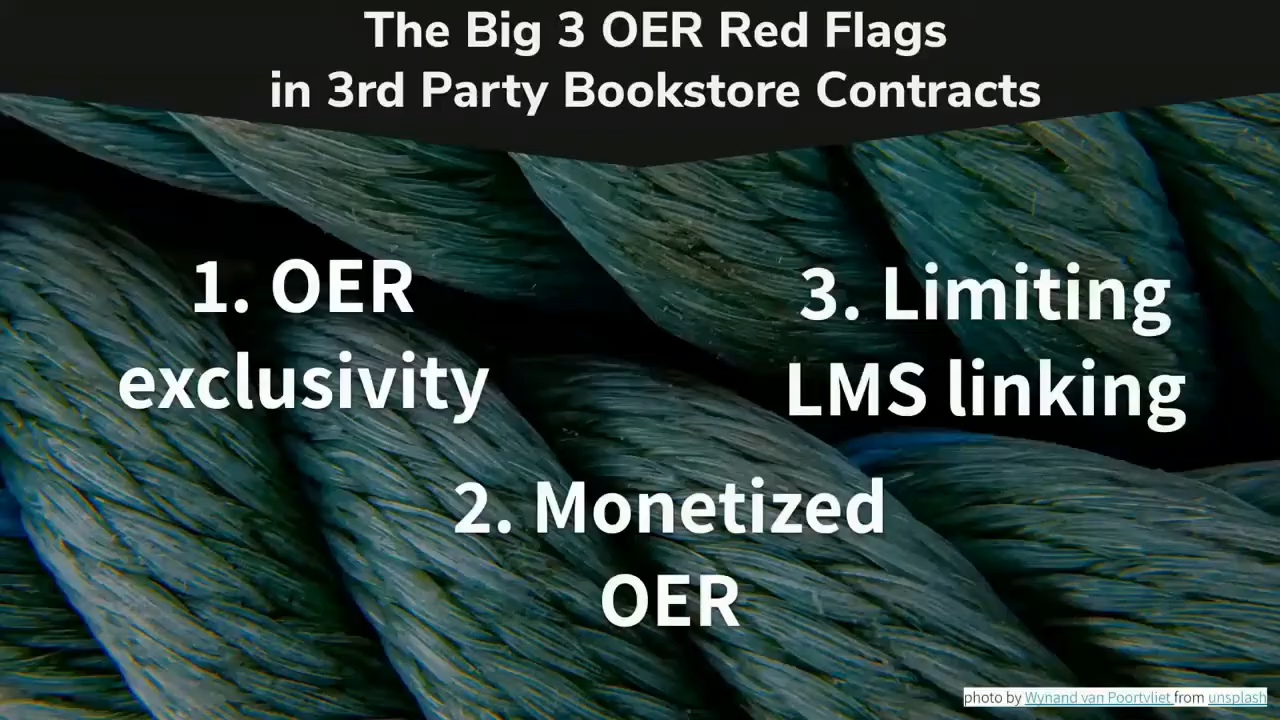 The Big 3 OER Red Flags
in 3rd Party Bookstore Contracts
1. OER
exclusivity
2. Monetized
OER
3. Limiting
LMS linking
photo by Wynand van Poortvliet from unsplash